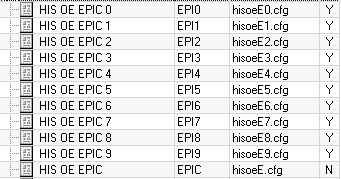 HIS OE EPIC 0 EPI0 hisoeE0.cfg Y
HIS OE EPIC 1 EPI1 hisoeE1.cfg Y
HIS OE EPIC 2 EPI2 hisoeE2.cfg Y
HIS OE EPIC 3 EPI3 hisoeE3.cfg Y
HIS OE EPIC 4 EPI4 hisoeE4.cfg Y
HIS OE EPIC 5 EPI5 hisoeE5.cfg Y
HIS OE EPIC 6 EPI6 hisoeE6.cfg Y
HIS OE EPIC 7 EPI7 hisoeE7.cfg Y
HIS OE EPIC 8 EPI8 hisoeE8.cfg Y
HIS OE EPIC 9 EPI9 hisoeE9.cfg Y
HIS OE EPIC EPIC hisoeE.cfg N